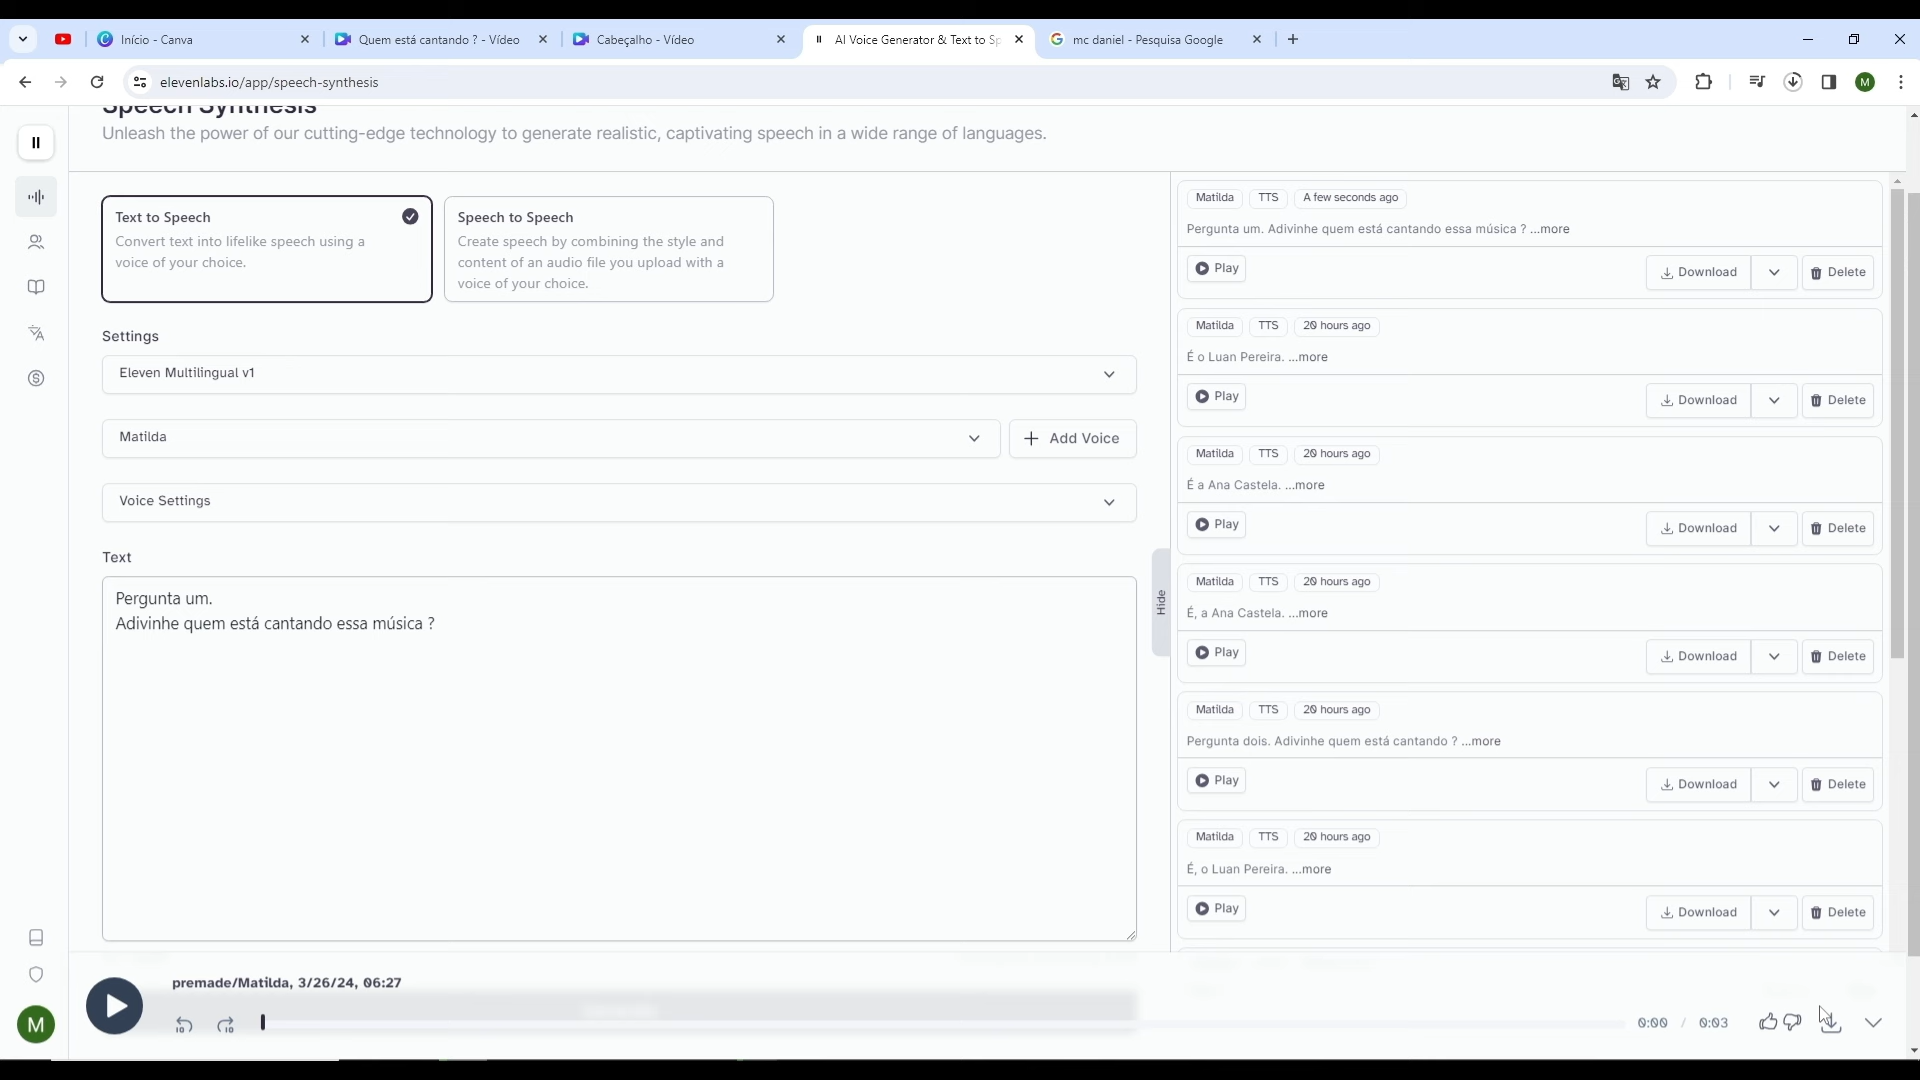 Início - Canva
Quem está cantando ? - Vídeo
Cabeçalho - Vídeo
AI Voice Generator & Text to Sp
mc daniel - Pesquisa Google
elevenlabs.io/app/speech-synthesis
M
Speech Synthesis
Unleash the power of our cutting-edge technology to generate realistic, captivating speech in a wide range of languages.
Text to Speech
Convert text into lifelike speech using a
voice of your choice.
Speech to Speech
Create speech by combining the style and
content of an audio file you upload with a
voice of your choice.
Settings
Eleven Multilingual v1
Matilda
Add Voice
Voice Settings
Text
Pergunta um.
Adivinhe quem está cantando essa música ?
Hide
Matilda TTS A few seconds ago
Pergunta um. Adivinhe quem está cantando essa música ? ...more
Play Download Delete
Matilda TTS 20 hours ago
É o Luan Pereira. ...more
Play Download Delete
Matilda TTS 20 hours ago
É a Ana Castela. ...more
Play Download Delete
Matilda TTS 20 hours ago
É, a Ana Castela. ...more
Play Download Delete
Matilda TTS 20 hours ago
Pergunta dois. Adivinhe quem está cantando ? ...more
Play Download Delete
Matilda TTS 20 hours ago
É, o Luan Pereira. ...more
Play Download Delete
premade/Matilda, 3/26/24, 06:27
10 10
0:00 / 0:03
M